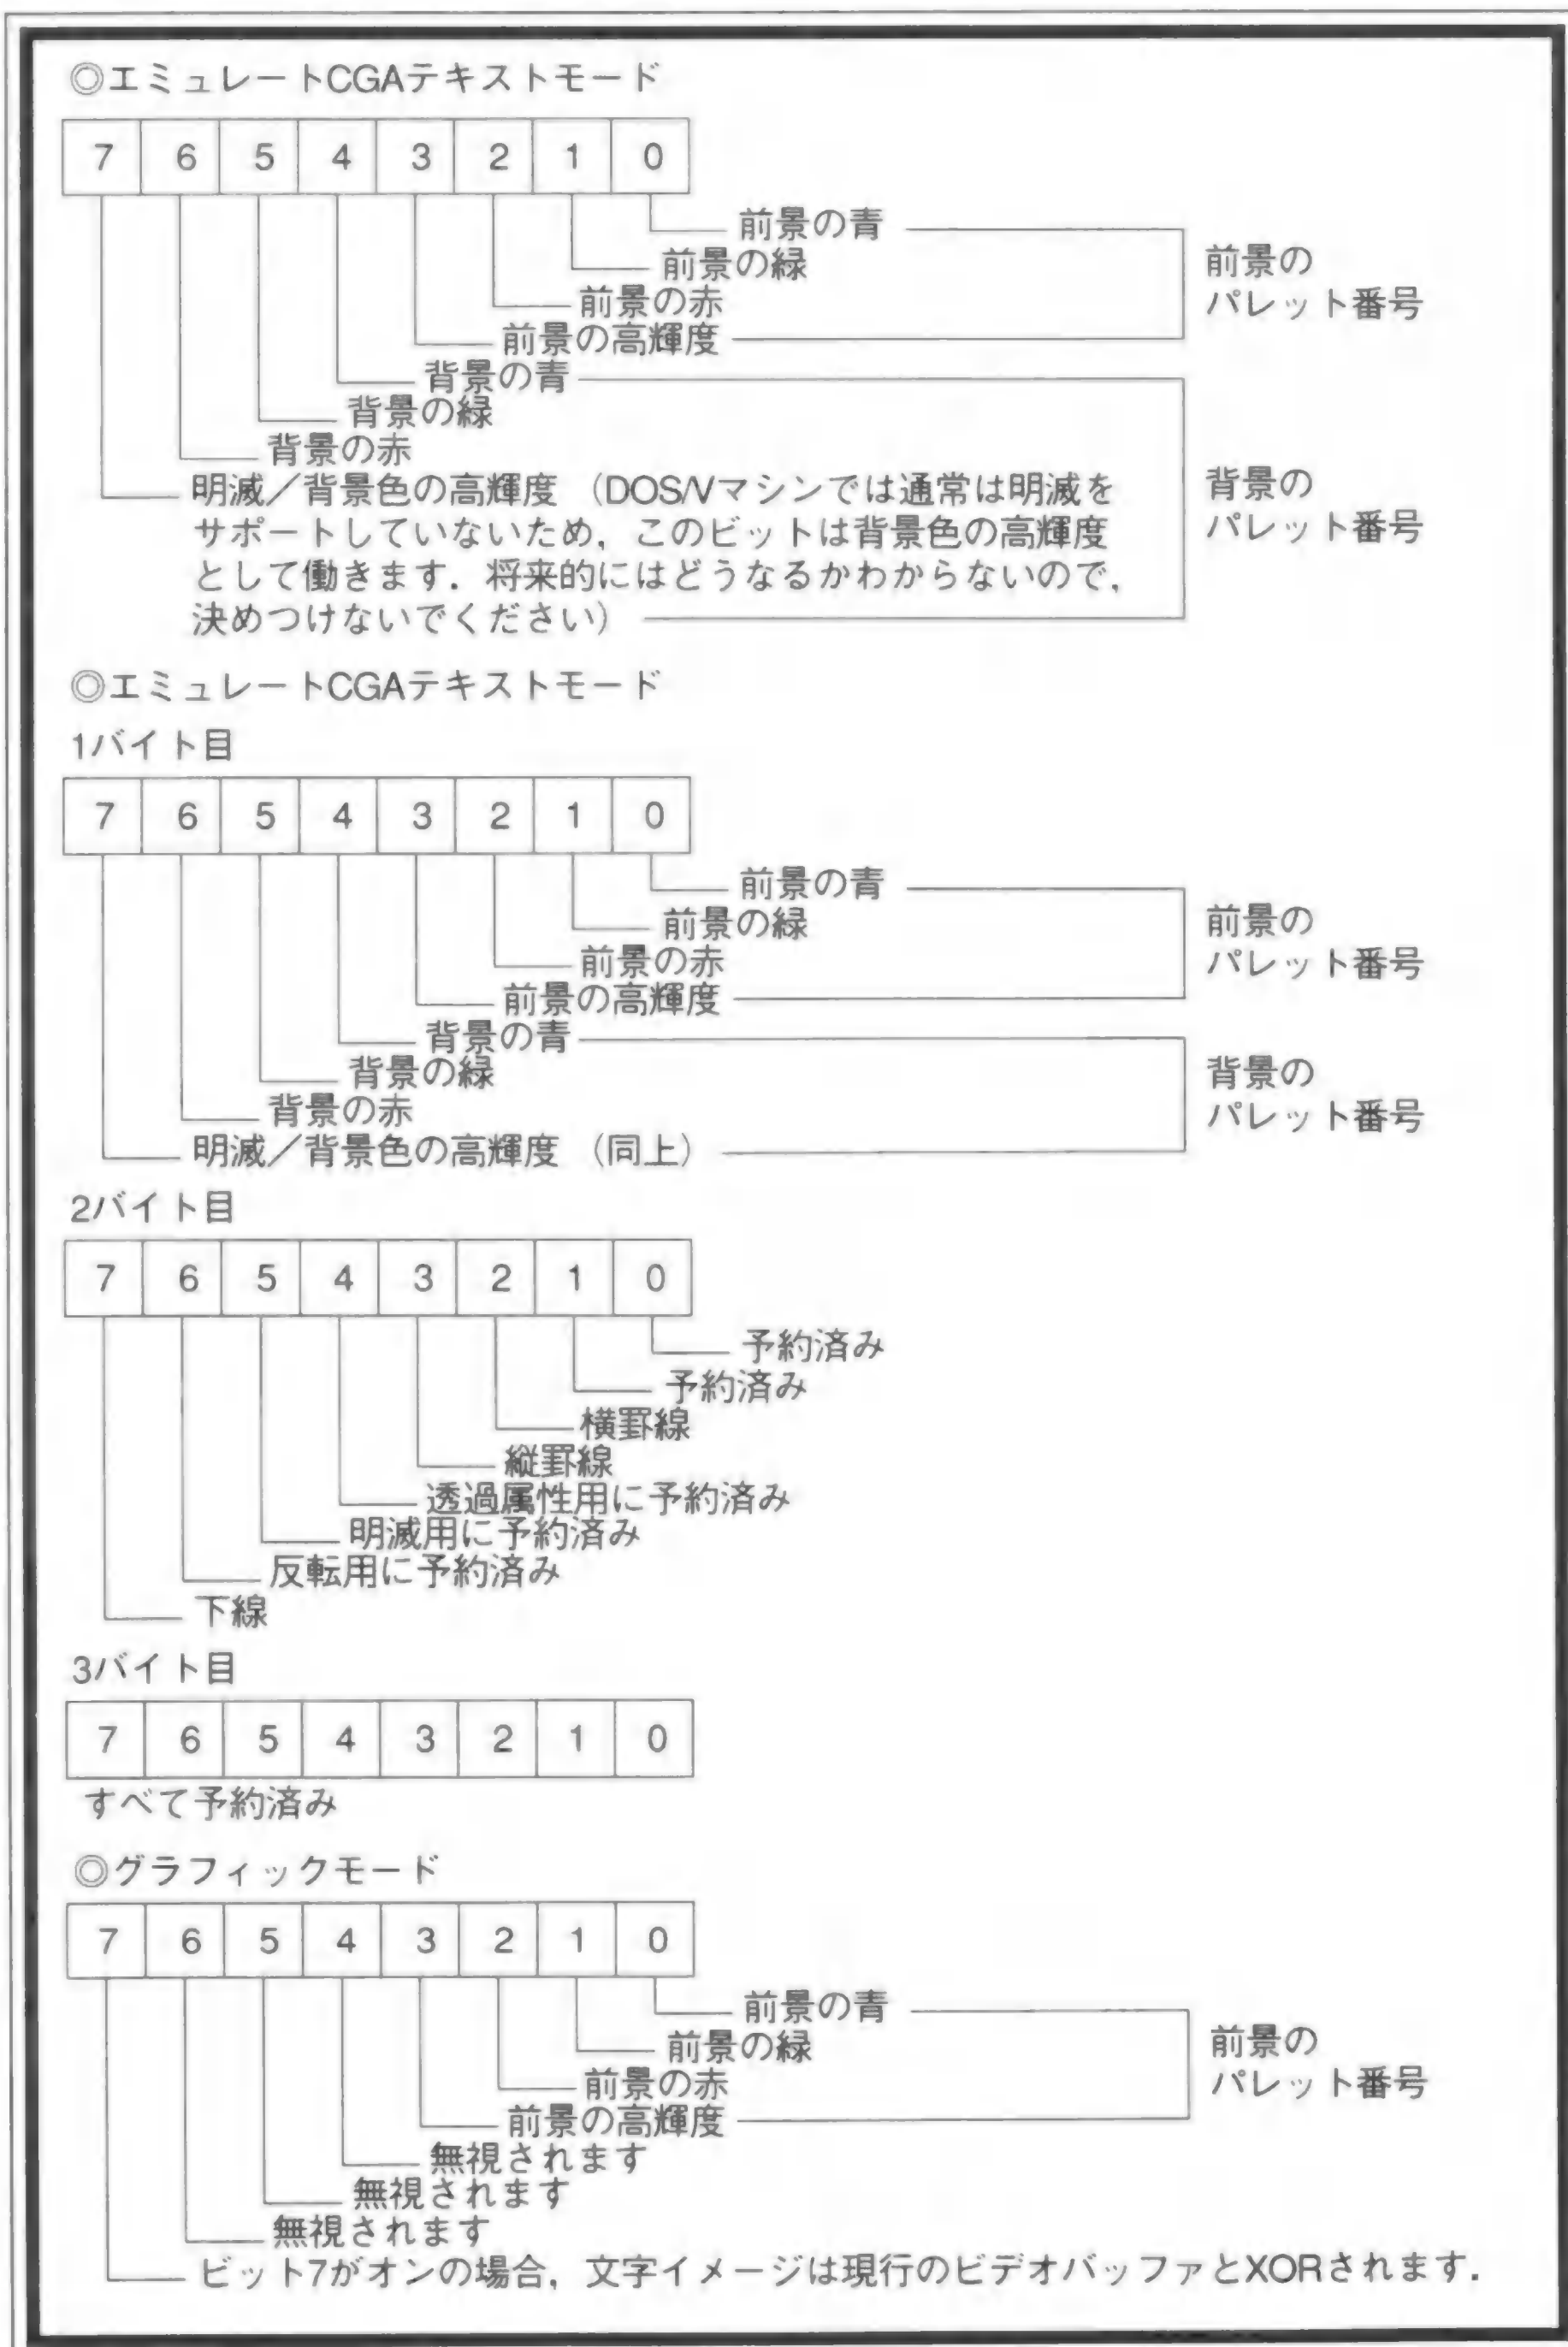 ◎エミュレートCGAテキストモード
7 6 5 4 3 2 1 0
前景の青
前景の緑
前景の赤
前景の高輝度
前景の
パレット番号
背景の青
背景の緑
背景の赤
明滅／背景色の高輝度 （DOS/Vマシンでは通常は明滅を
サポートしていないため，このビットは背景色の高輝度
として働きます．将来的にはどうなるかわからないので，
決めつけないでください）
背景の
パレット番号
◎エミュレートCGAテキストモード
1バイト目
7 6 5 4 3 2 1 0
前景の青
前景の緑
前景の赤
前景の高輝度
前景の
パレット番号
背景の青
背景の緑
背景の赤
明滅／背景色の高輝度 （同上）
背景の
パレット番号
2バイト目
7 6 5 4 3 2 1 0
予約済み
予約済み
横罫線
縦罫線
透過属性用に予約済み
明滅用に予約済み
反転用に予約済み
下線
3バイト目
7 6 5 4 3 2 1 0
すべて予約済み
◎グラフィックモード
7 6 5 4 3 2 1 0
前景の青
前景の緑
前景の赤
前景の高輝度
前景の
パレット番号
無視されます
無視されます
無視されます
ビット7がオンの場合，文字イメージは現行のビデオバッファとXORされます．